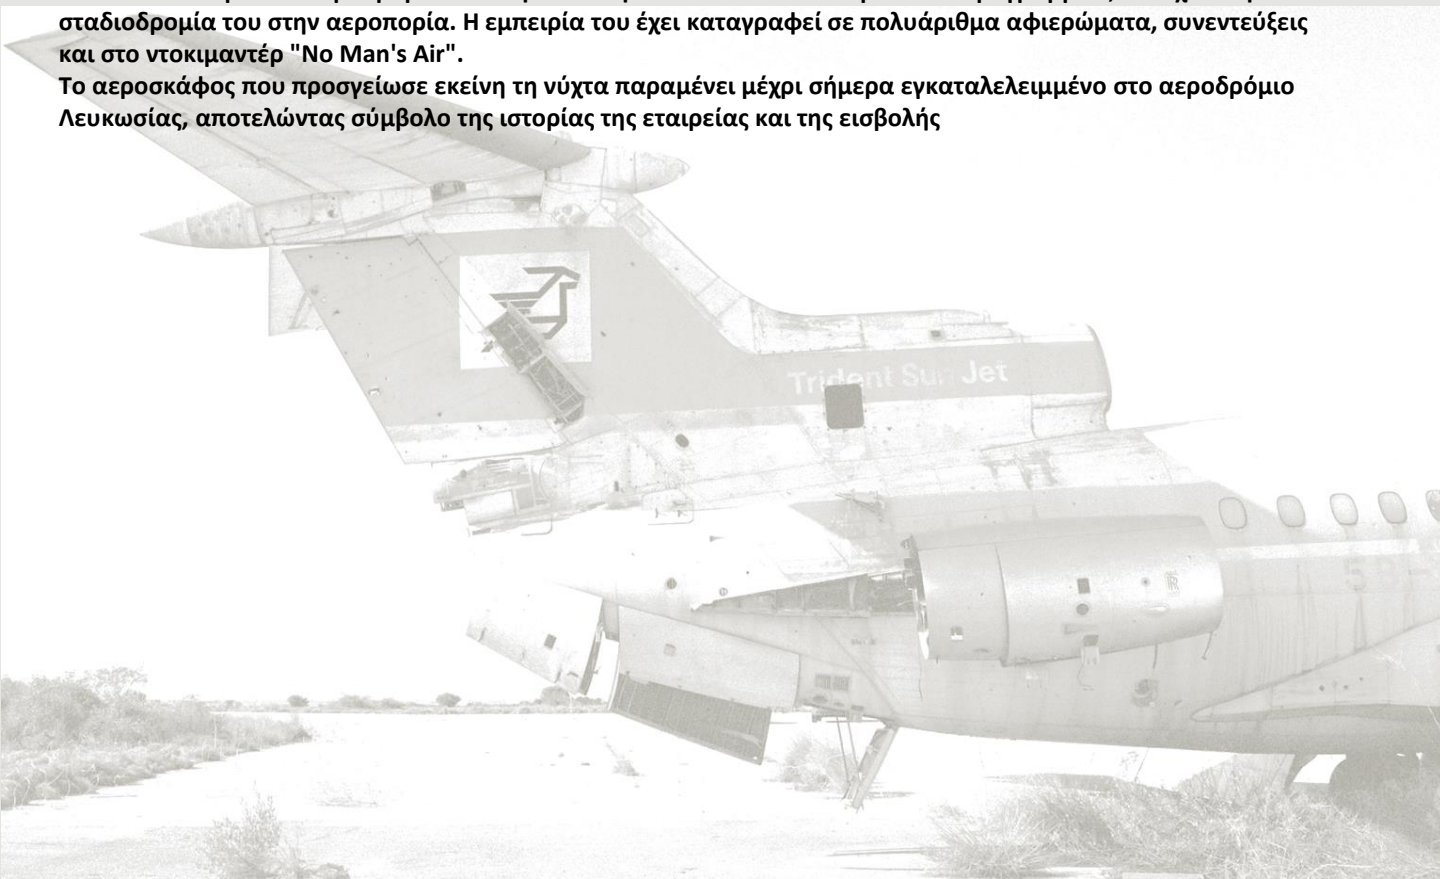 σταδιοδρομία του στην αεροπορία. Η εμπειρία του έχει καταγραφεί σε πολυάριθμα αφιερώματα, συνεντεύξεις
και στο ντοκιμαντέρ "No Man's Air".
Το αεροσκάφος που προσγείωσε εκείνη τη νύχτα παραμένει μέχρι σήμερα εγκαταλελειμμένο στο αεροδρόμιο
Λευκωσίας, αποτελώντας σύμβολο της ιστορίας της εταιρείας και της εισβολής
Trident Sun Jet
5B-